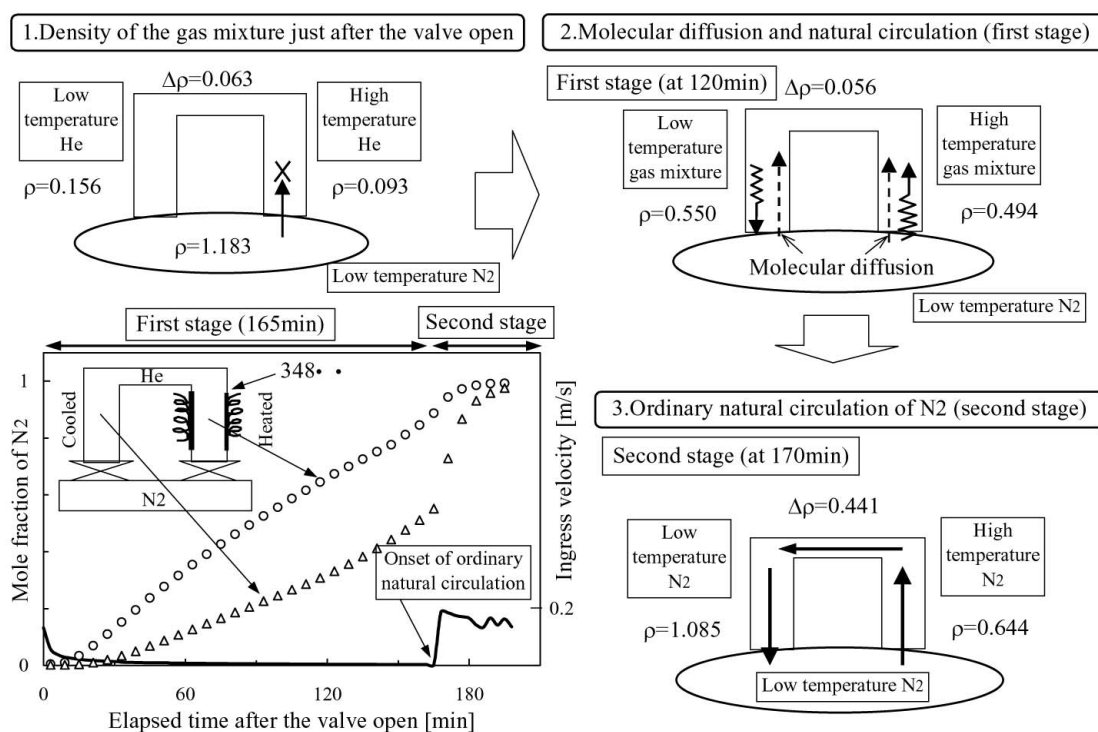 1.Density of the gas mixture just after the valve open
Δρ=0.063
Low
temperature
He
High
temperature
He
ρ=0.156
ρ=0.093
ρ=1.183
Low temperature N2
2.Molecular diffusion and natural circulation (first stage)
First stage (at 120min)
Δρ=0.056
Low
temperature
gas mixture
High
temperature
gas mixture
ρ=0.550
ρ=0.494
Molecular diffusion
Low temperature N2
First stage (165min)
Second stage
1
He
348・・
Cooled
Heated
N2
Mole fraction of N2
Ingress velocity [m/s]
Onset of ordinary
natural circulation
0.2
0
0
60
120
180
Elapsed time after the valve open [min]
3.Ordinary natural circulation of N2 (second stage)
Second stage (at 170min)
Δρ=0.441
Low
temperature
N2
High
temperature
N2
ρ=1.085
ρ=0.644
Low temperature N2